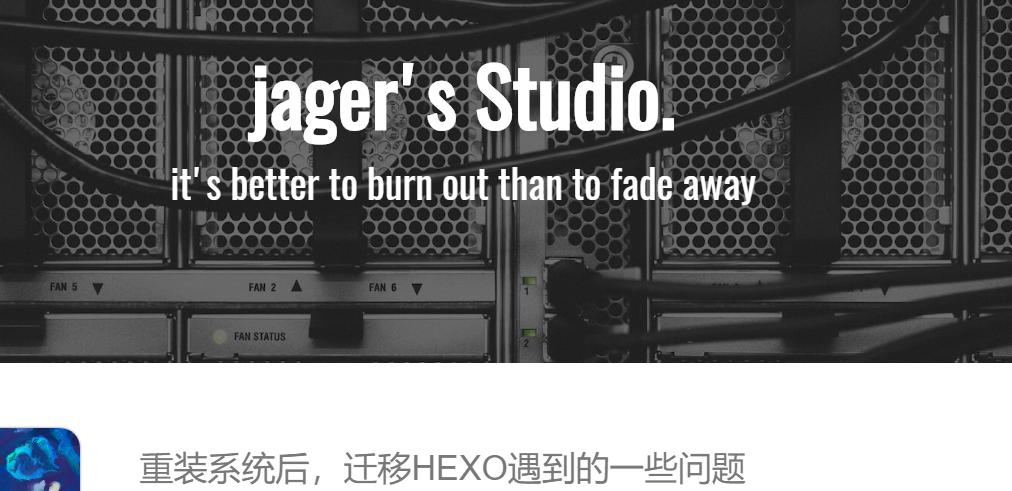 jager's Studio.
it's better to burn out than to fade away
FAN 5 ▼
FAN 2 ▲
FAN 6 ▼
1
FAN STATUS
2
重装系统后，迁移HEXO遇到的一些问题